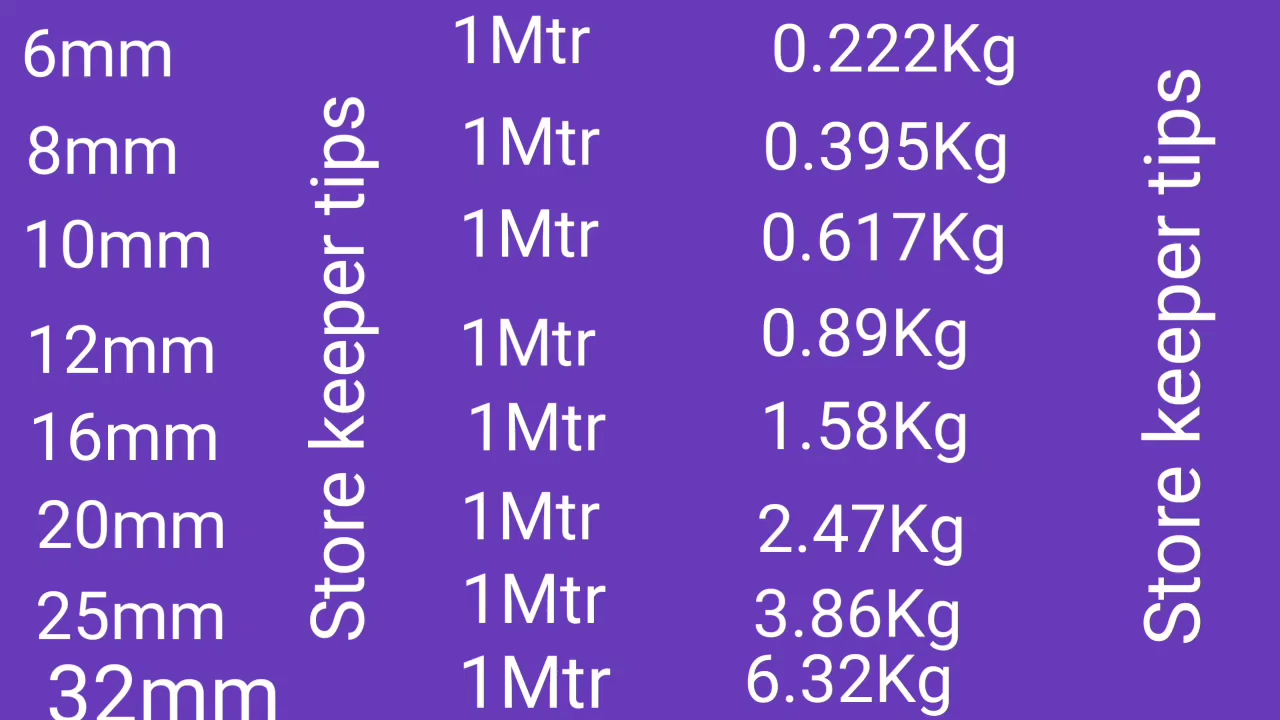 6mm 1Mtr 0.222Kg
8mm 1Mtr 0.395Kg
10mm 1Mtr 0.617Kg
12mm 1Mtr 0.89Kg
16mm 1Mtr 1.58Kg
20mm 1Mtr 2.47Kg
25mm 1Mtr 3.86Kg
32mm 1Mtr 6.32Kg
Store keeper tips
Store keeper tips